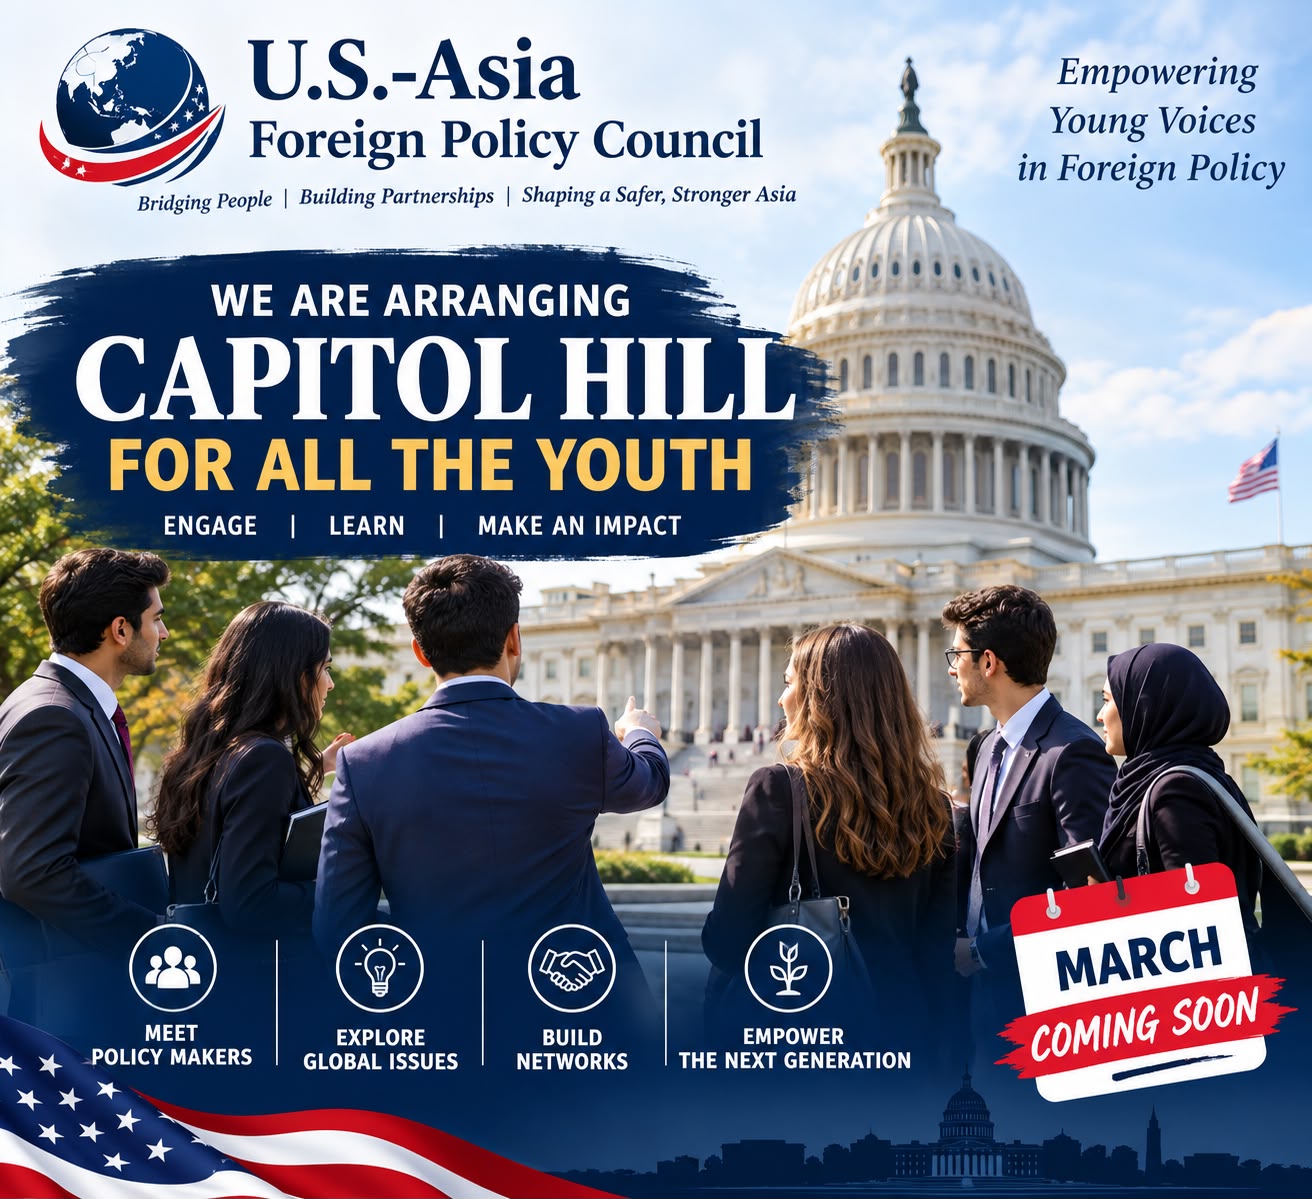 U.S.-Asia
Foreign Policy Council
Bridging People | Building Partnerships | Shaping a Safer, Stronger Asia
Empowering
Young Voices
in Foreign Policy
WE ARE ARRANGING
CAPITOL HILL
FOR ALL THE YOUTH
ENGAGE | LEARN | MAKE AN IMPACT
MEET
POLICY MAKERS
EXPLORE
GLOBAL ISSUES
BUILD
NETWORKS
EMPOWER
THE NEXT GENERATION
MARCH
COMING SOON